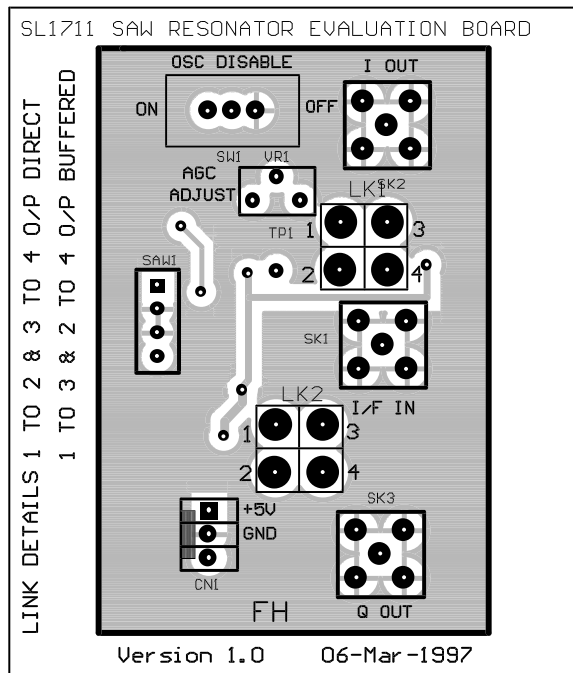 SL1711 SAW RESONATOR EVALUATION BOARD
LINK DETAILS 1 TO 2 & 3 TO 4 O/P DIRECT
1 TO 3 & 2 TO 4 O/P BUFFERED
OSC DISABLE
ON
OFF
I OUT
SW1
VR1
AGC
ADJUST
LK1
SK2
TP1
1
3
2
4
SAW1
SK1
I/F IN
LK2
1
3
2
4
+5V
GND
CN1
SK3
Q OUT
FH
Version 1.0
06-Mar-1997